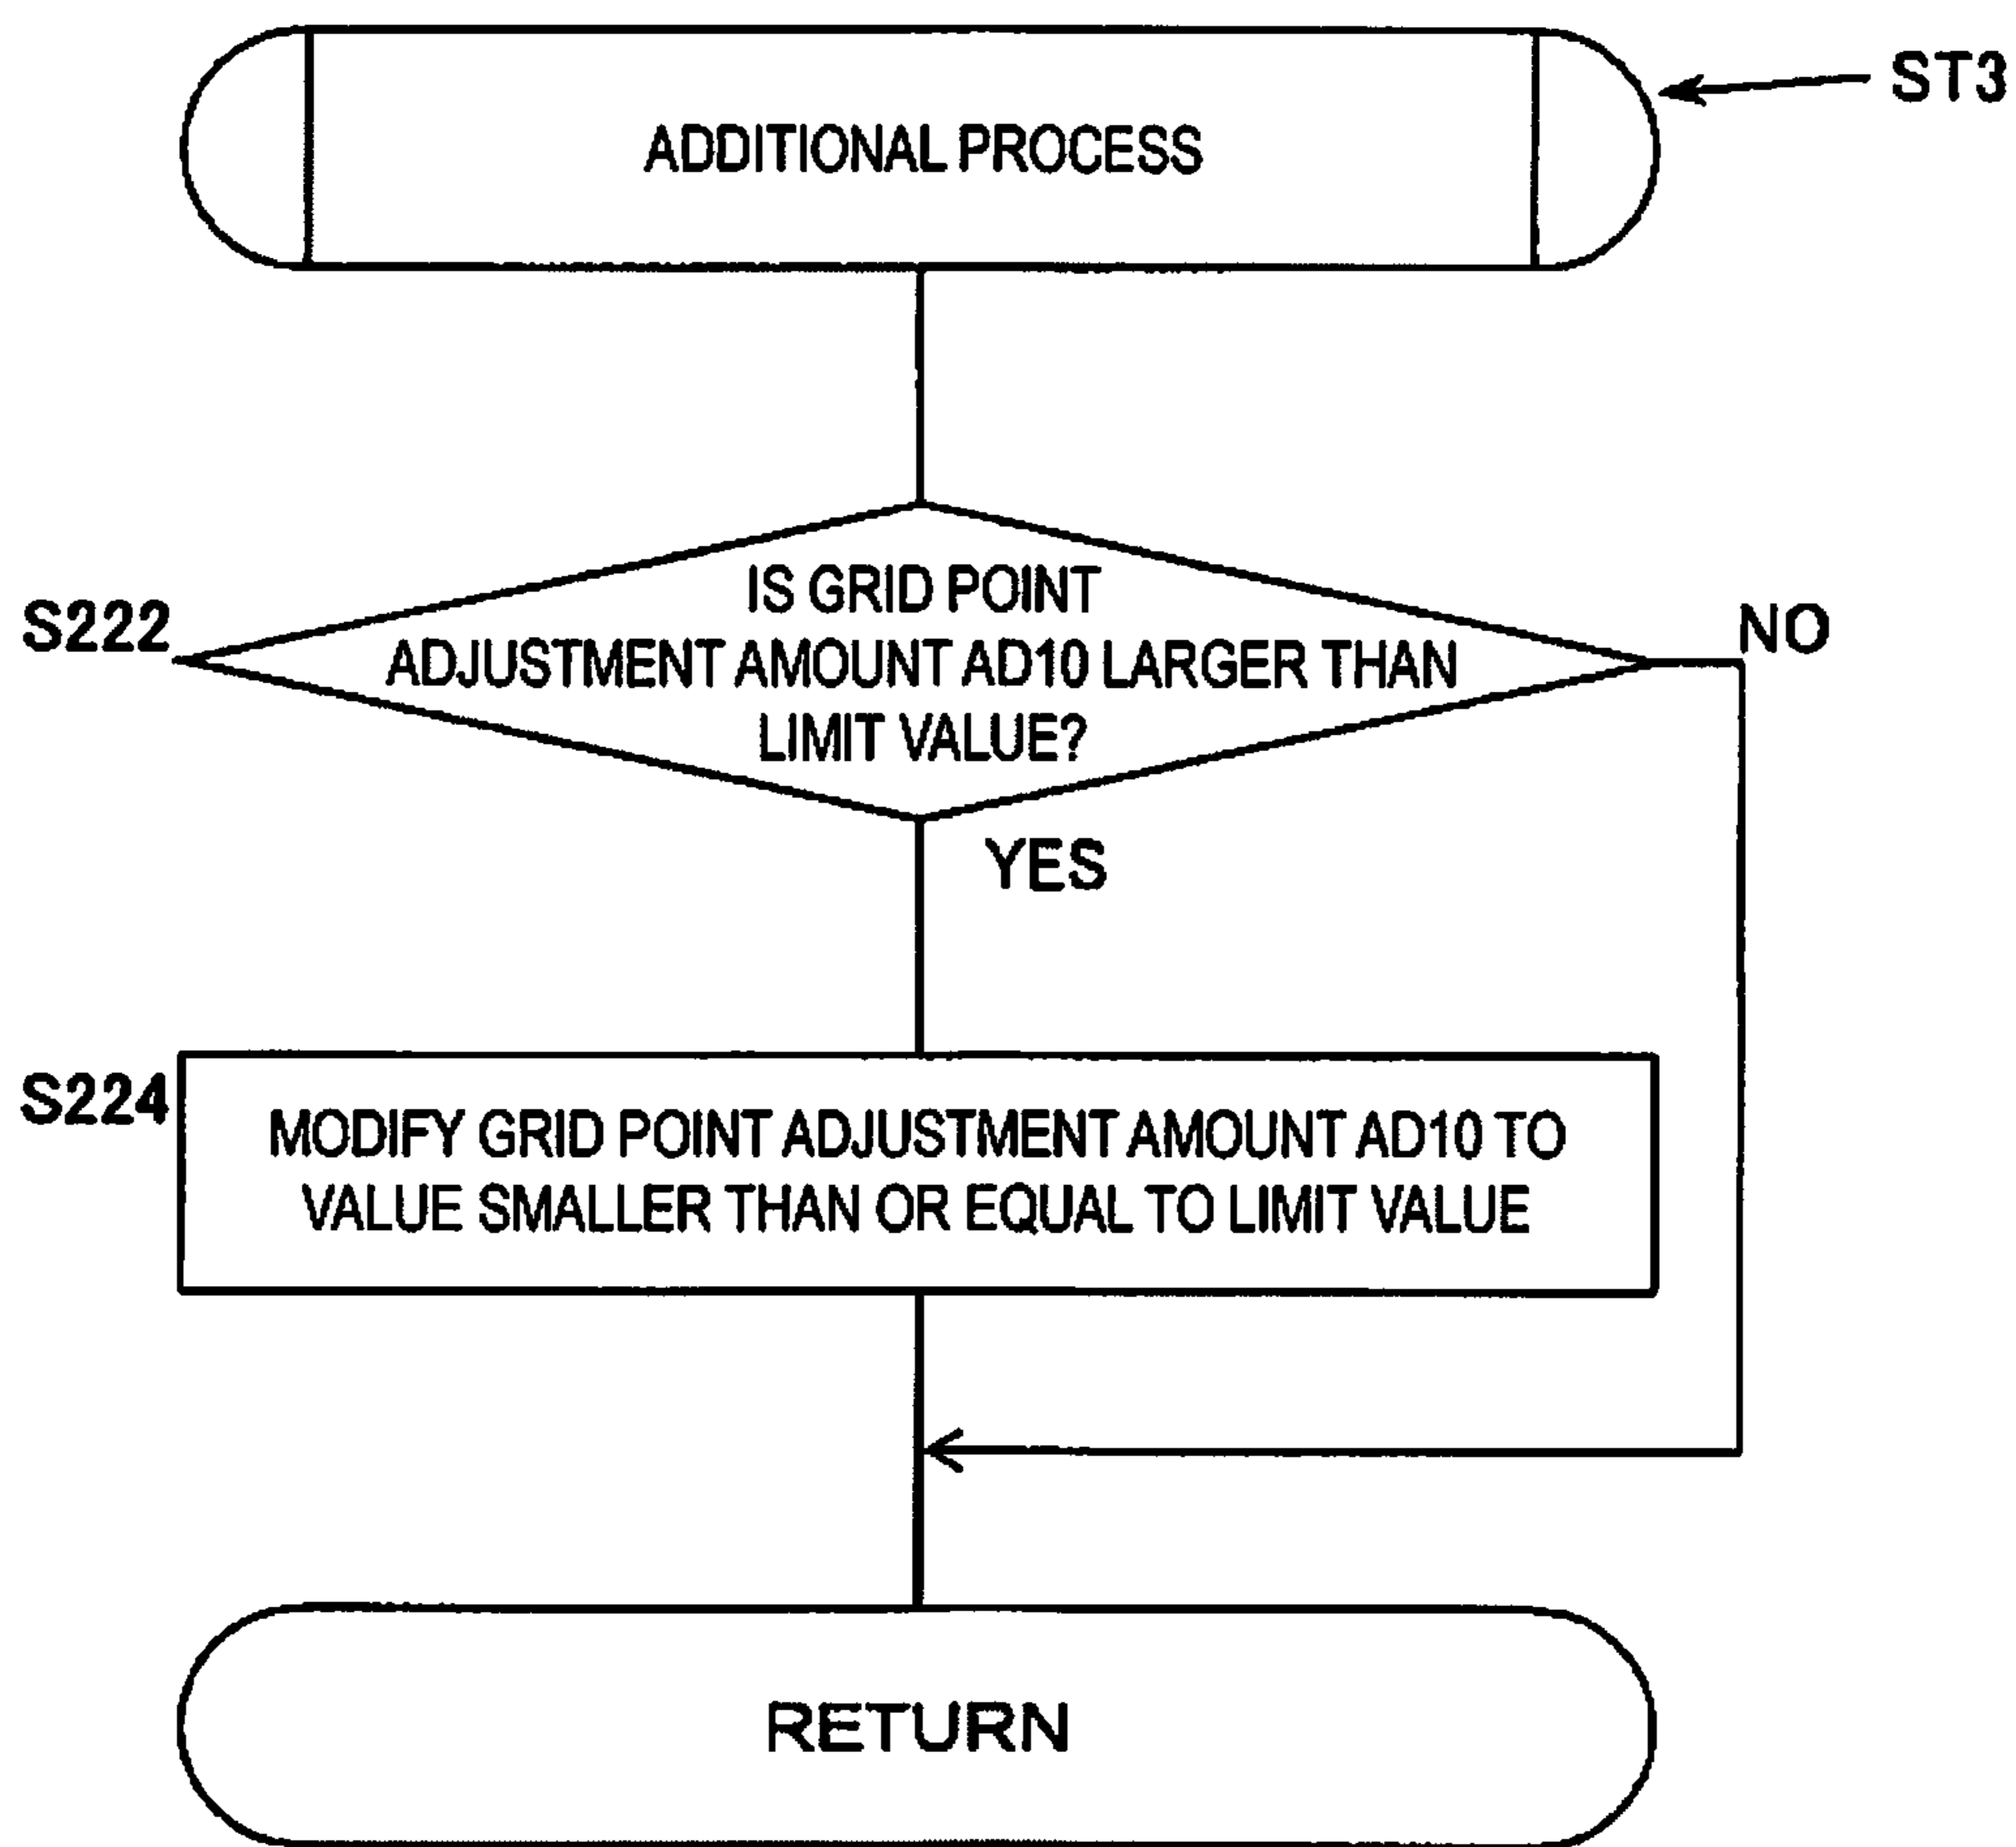 ST3
ADDITIONAL PROCESS
IS GRID POINT
ADJUSTMENT AMOUNT AD10 LARGER THAN
LIMIT VALUE?
S222
NO
YES
S224
MODIFY GRID POINT ADJUSTMENT AMOUNT AD10 TO
VALUE SMALLER THAN OR EQUAL TO LIMIT VALUE
RETURN